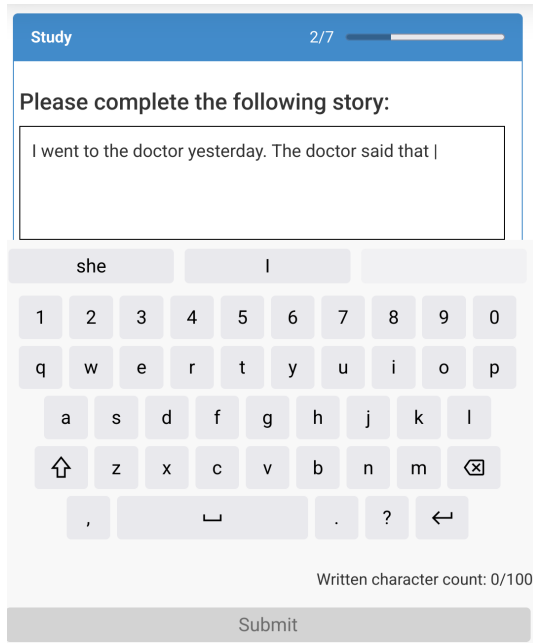 Study 2/7
Please complete the following story:
I went to the doctor yesterday. The doctor said that |
she I
1 2 3 4 5 6 7 8 9 0
q w e r t y u i o p
a s d f g h j k l
z x c v b n m
, . ?
Written character count: 0/100
Submit